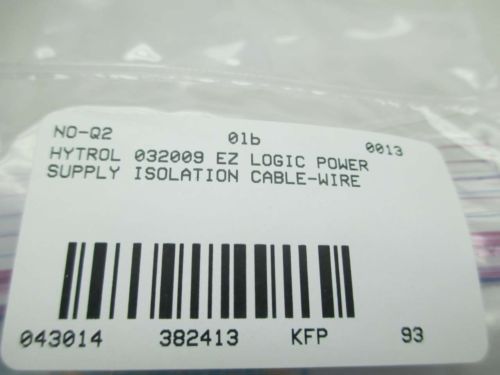 NO-Q2 01b 0013
HYTROL 032009 EZ LOGIC POWER
SUPPLY ISOLATION CABLE-WIRE
043014 382413 KFP 93